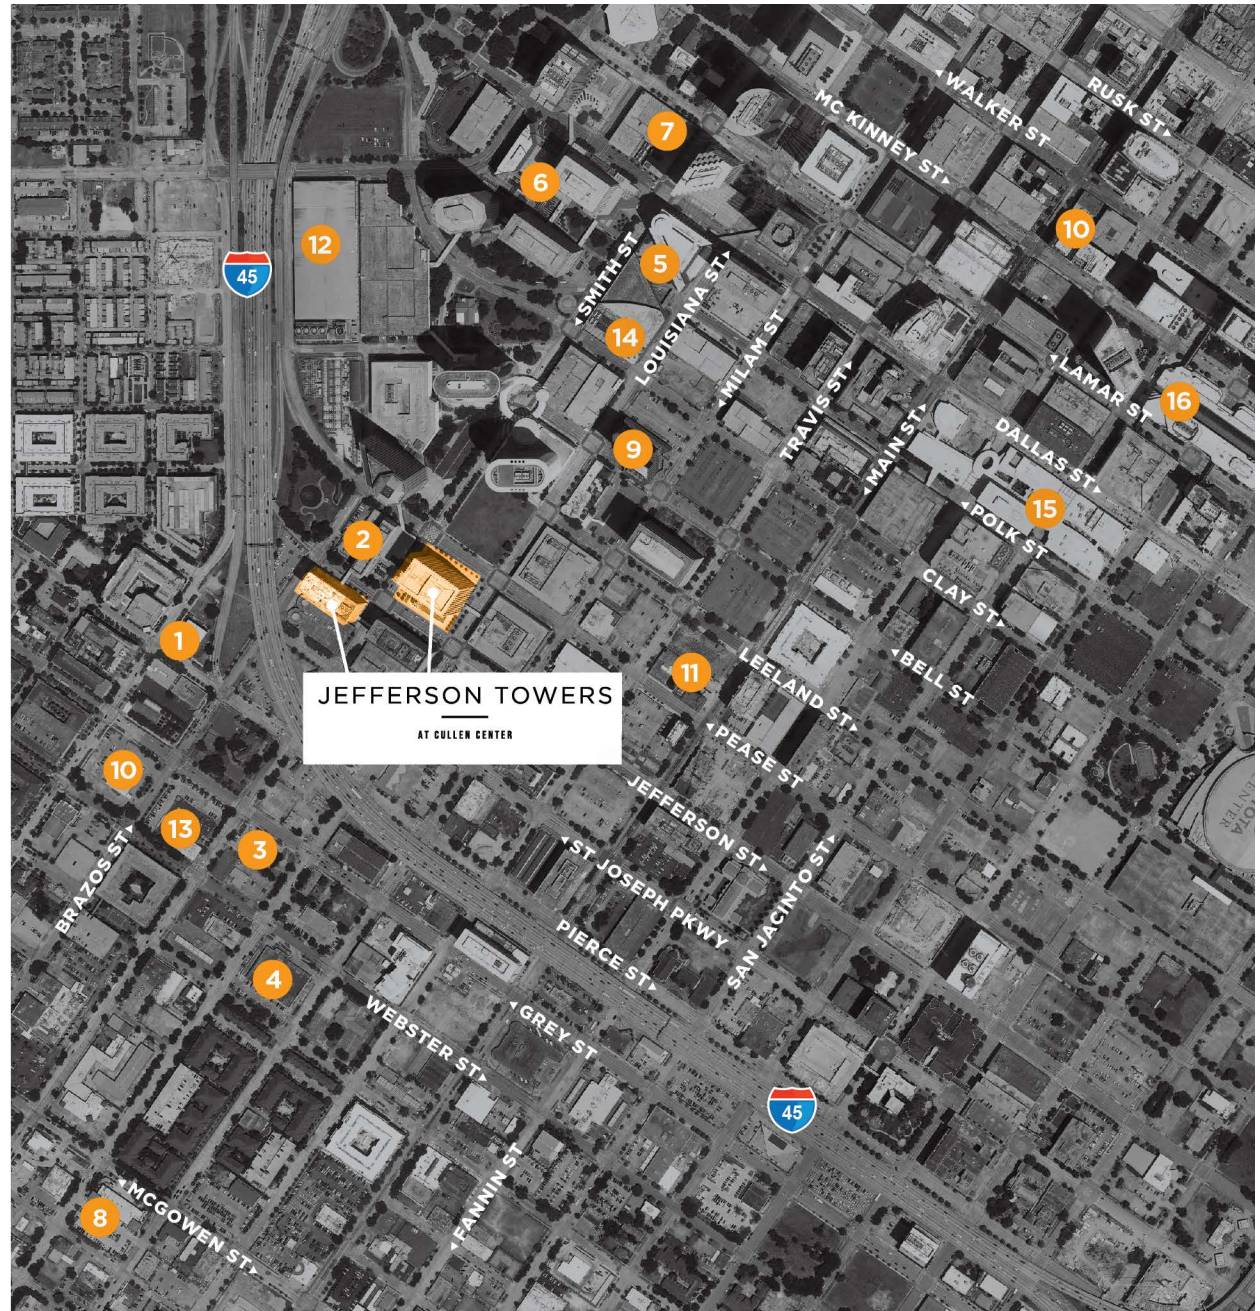 RUSK ST
WALKER ST
MC KINNEY ST
7
6
10
12
5
45
SMITH ST
LOUISIANA ST
14
MILAM ST
TRAVIS ST
MAIN ST
LAMAR ST
16
DALLAS ST
9
15
POLK ST
2
CLAY ST
1
BELL ST
11
LEELAND ST
JEFFERSON TOWERS
AT CULLEN CENTER
PEASE ST
10
JEFFERSON ST
13
3
BRAZOS ST
ST JOSEPH PKWY
SAN JACINTO ST
PIERCE ST
4
WEBSTER ST
GREY ST
45
FANNIN ST
8
MCGOWEN ST